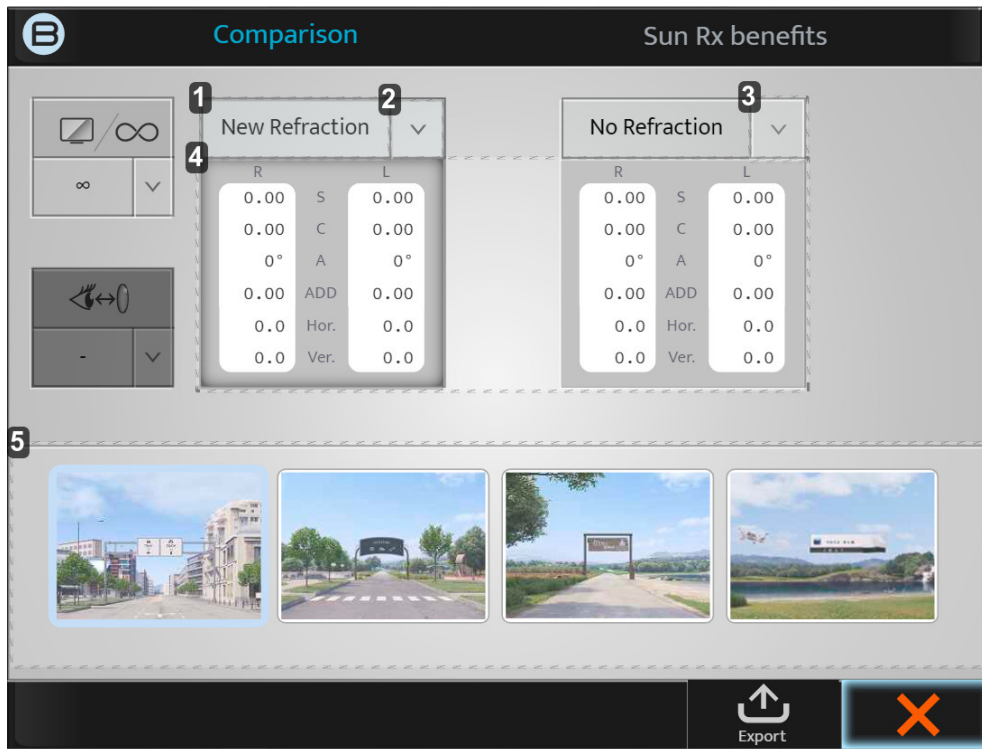 B Comparison Sun Rx benefits
1 2 3
New Refraction No Refraction
/∞
∞
4
R L R L
0.00 S 0.00 0.00 S 0.00
0.00 C 0.00 0.00 C 0.00
0° A 0° 0° A 0°
0.00 ADD 0.00 0.00 ADD 0.00
0.0 Hor. 0.0 0.0 Hor. 0.0
- 0.0 Ver. 0.0 0.0 Ver. 0.0
5
Export